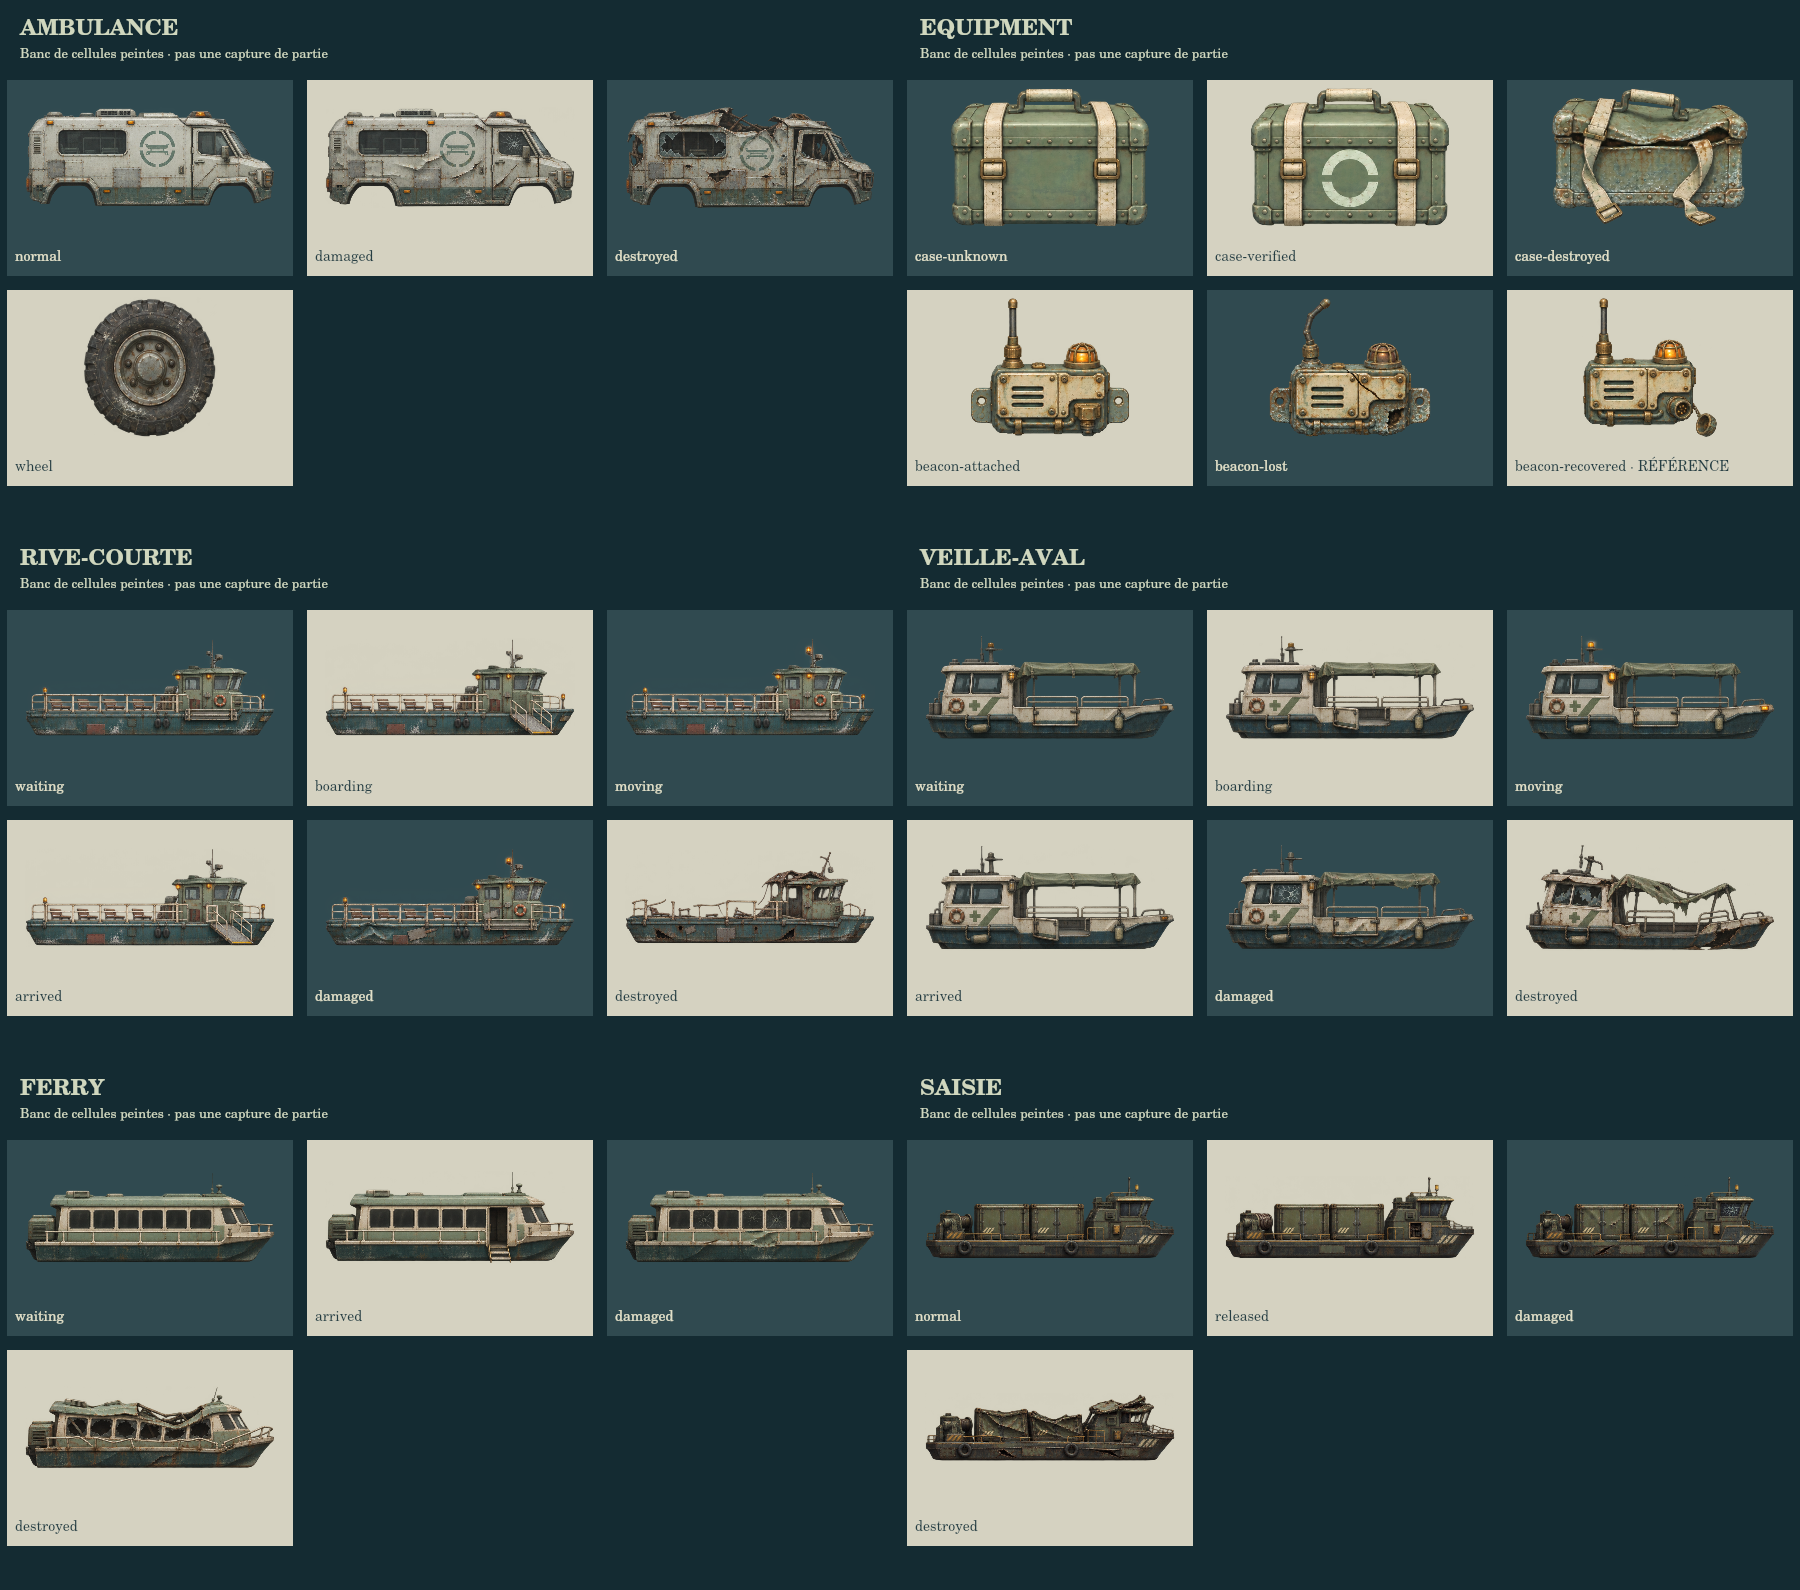 AMBULANCE
Banc de cellules peintes · pas une capture de partie
normal
damaged
destroyed
wheel
EQUIPMENT
Banc de cellules peintes · pas une capture de partie
case-unknown
case-verified
case-destroyed
beacon-attached
beacon-lost
beacon-recovered · RÉFÉRENCE
RIVE-COURTE
Banc de cellules peintes · pas une capture de partie
waiting
boarding
moving
arrived
damaged
destroyed
VEILLE-AVAL
Banc de cellules peintes · pas une capture de partie
waiting
boarding
moving
arrived
damaged
destroyed
FERRY
Banc de cellules peintes · pas une capture de partie
waiting
arrived
damaged
destroyed
SAISIE
Banc de cellules peintes · pas une capture de partie
normal
released
damaged
destroyed